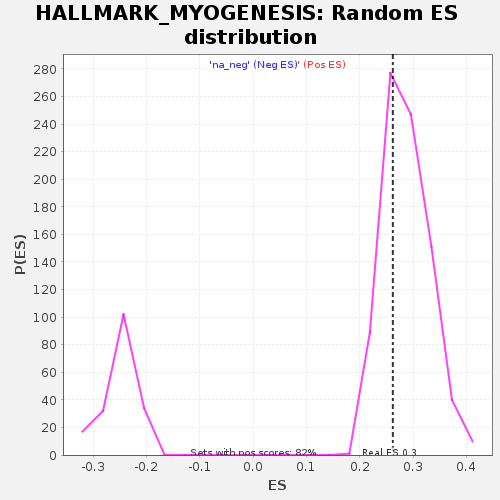 HALLMARK_MYOGENESIS: Random ES
distribution
'na_neg' (Neg ES)' (Pos ES)
280
260
240
220
200
180
160
140
120
100
80
60
40
20
0
P(ES)
Sets with pos scores: 82%
Real ES 0.3
-0.3 -0.2 -0.1 0.0 0.1 0.2 0.3 0.4
ES